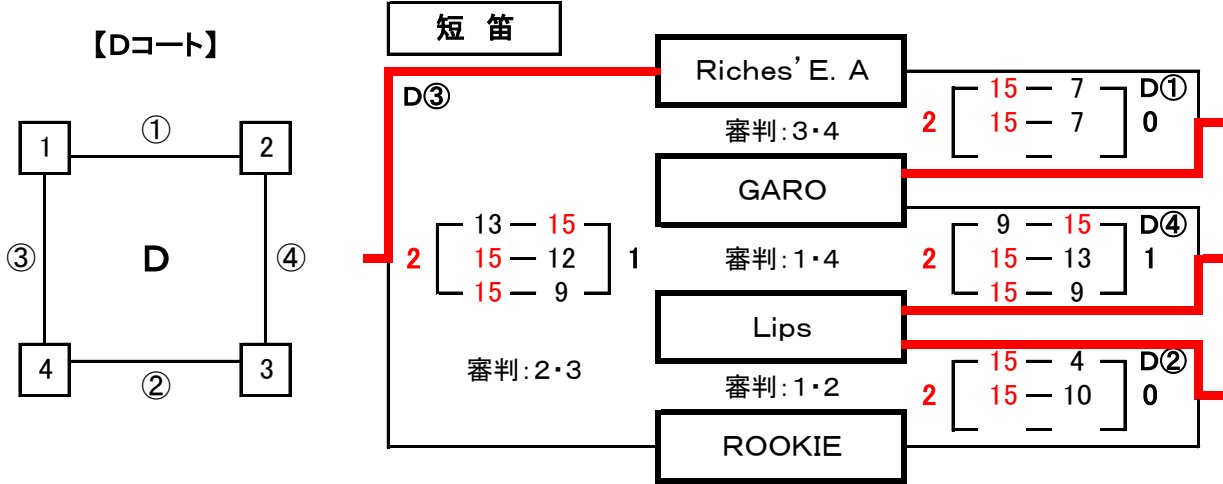 【Dコート】
短 笛
1
①
2
③
D
④
4
②
3
D③
2
13 ― 15
15 ― 12
15 ― 9
1
審判:2・3
Riches' E. A
審判:3・4
GARO
審判:1・4
Lips
審判:1・2
ROOKIE
D①
2
15 ― 7
15 ― 7
―
0
D④
2
9 ― 15
15 ― 13
15 ― 9
1
D②
2
15 ― 4
15 ― 10
―
0